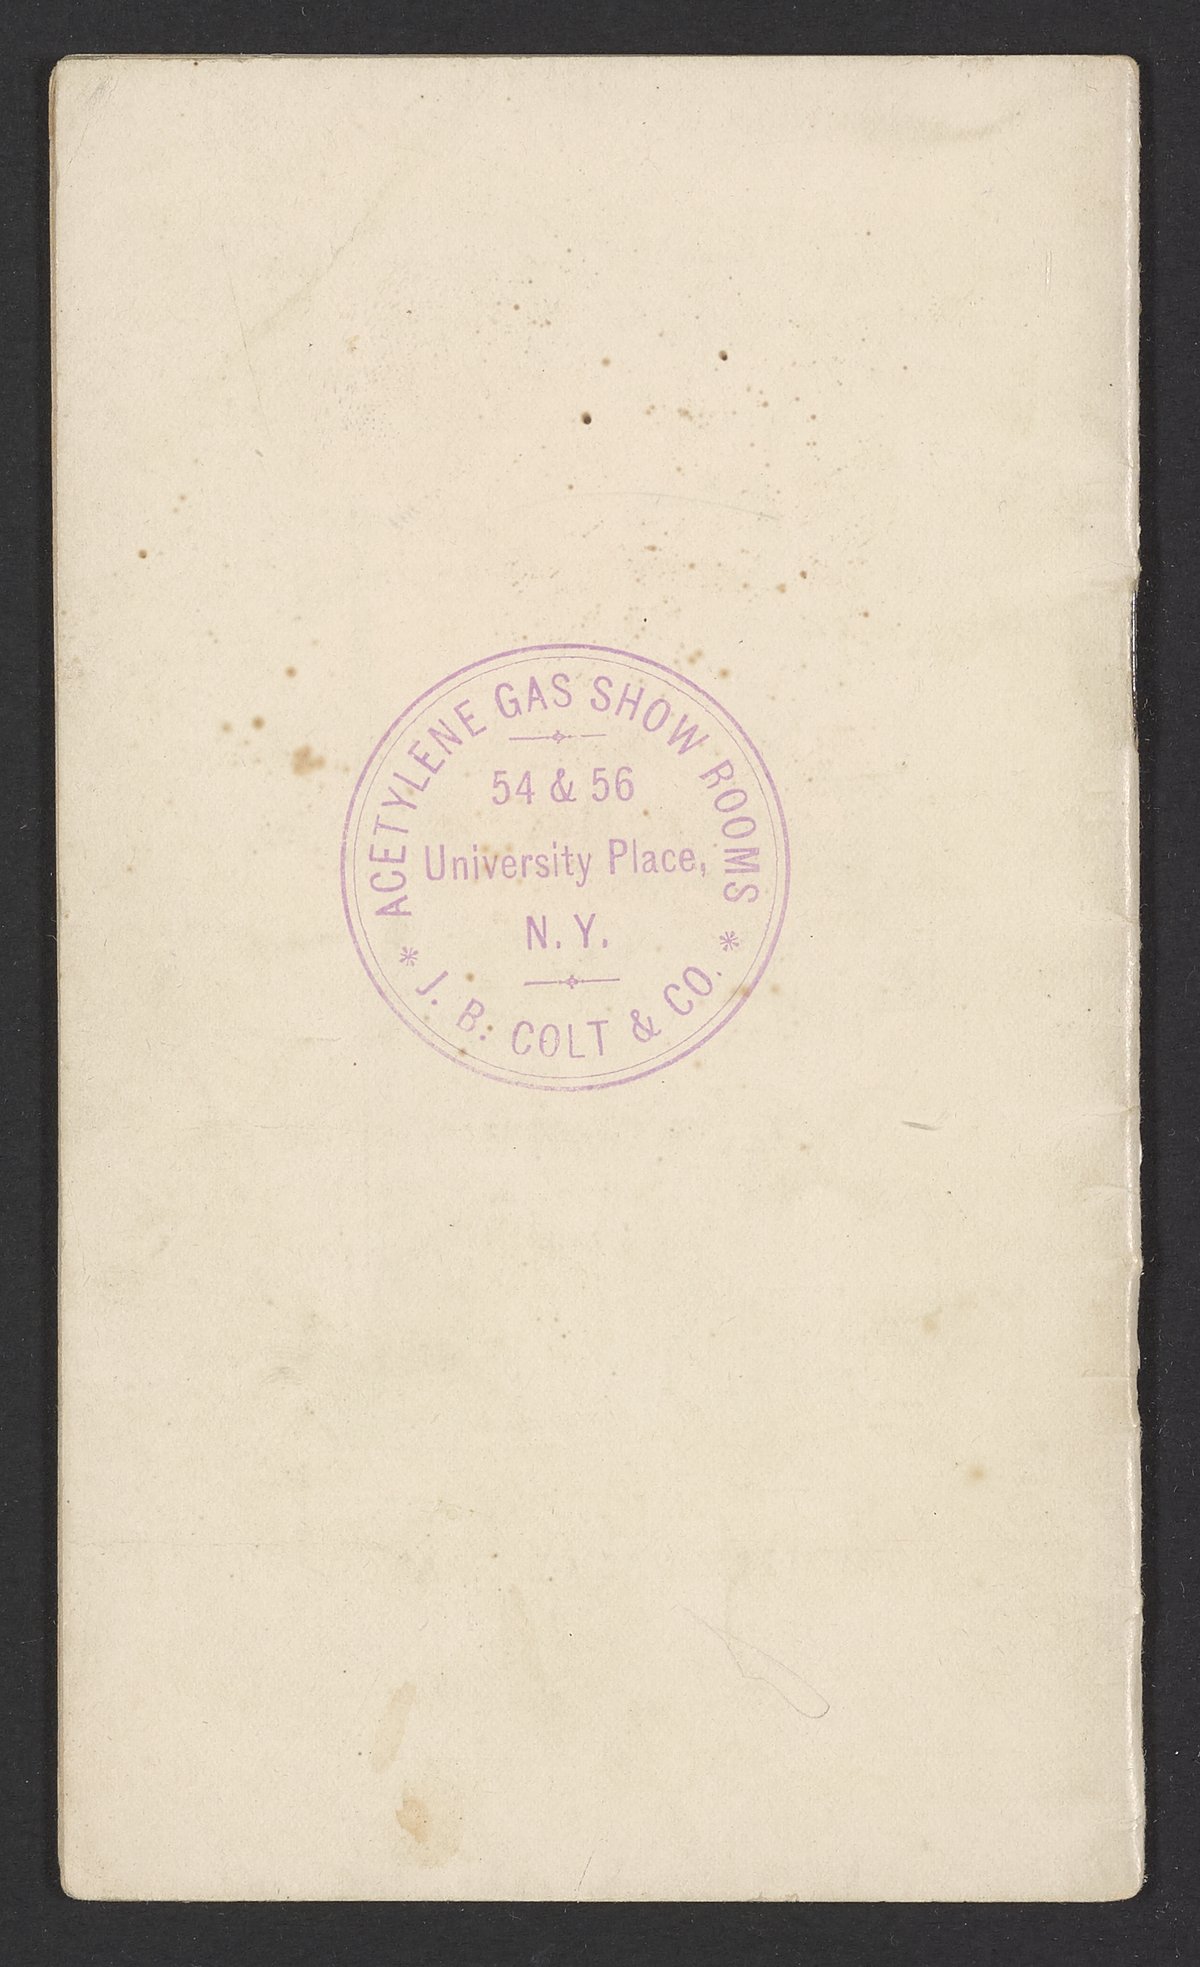 ACETYLENE GAS SHOW ROOMS
54 & 56
University Place,
N. Y.
* J. B. COLT & CO. *